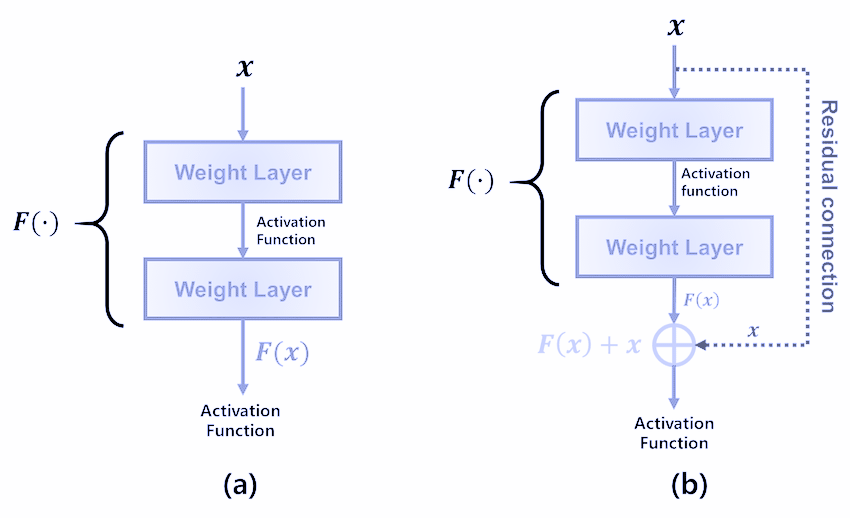 x
F(·)
Weight Layer
Activation
Function
Weight Layer
F(x)
Activation
Function
(a)
x
F(·)
Weight Layer
Activation
function
Weight Layer
F(x)
F(x) + x
x
Residual connection
Activation
Function
(b)